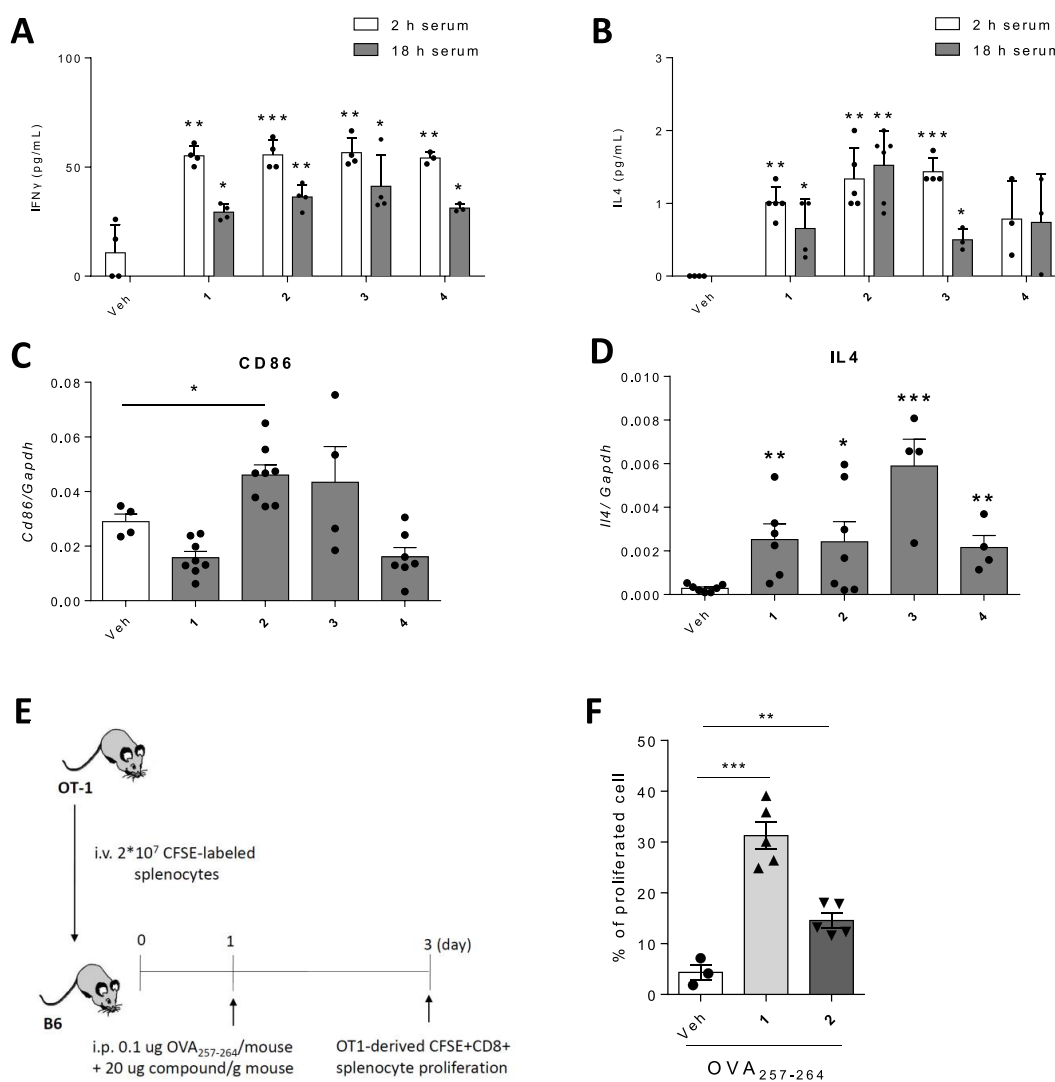 A
2 h serum
18 h serum
IFNγ (pg/mL)
100
50
0
** * *** ** ** * ** *
Veh 1 2 3 4
B
2 h serum
18 h serum
IL4 (pg/mL)
3
2
1
0
** * ** ** *** *
Veh 1 2 3 4
C
CD86
Cd86/Gapdh
0.08
0.06
0.04
0.02
0.00
*
Veh 1 2 3 4
D
IL4
Il4/ Gapdh
0.010
0.008
0.006
0.004
0.002
0.000
** * *** **
Veh 1 2 3 4
E
OT-1
i.v. 2*10⁷ CFSE-labeled
splenocytes
0 1 3 (day)
B6
i.p. 0.1 ug OVA₂₅₇₋₂₆₄/mouse
+ 20 ug compound/g mouse
OT1-derived CFSE+CD8+
splenocyte proliferation
F
% of proliferated cell
50
40
30
20
10
0
**
***
Veh 1 2
OVA₂₅₇₋₂₆₄